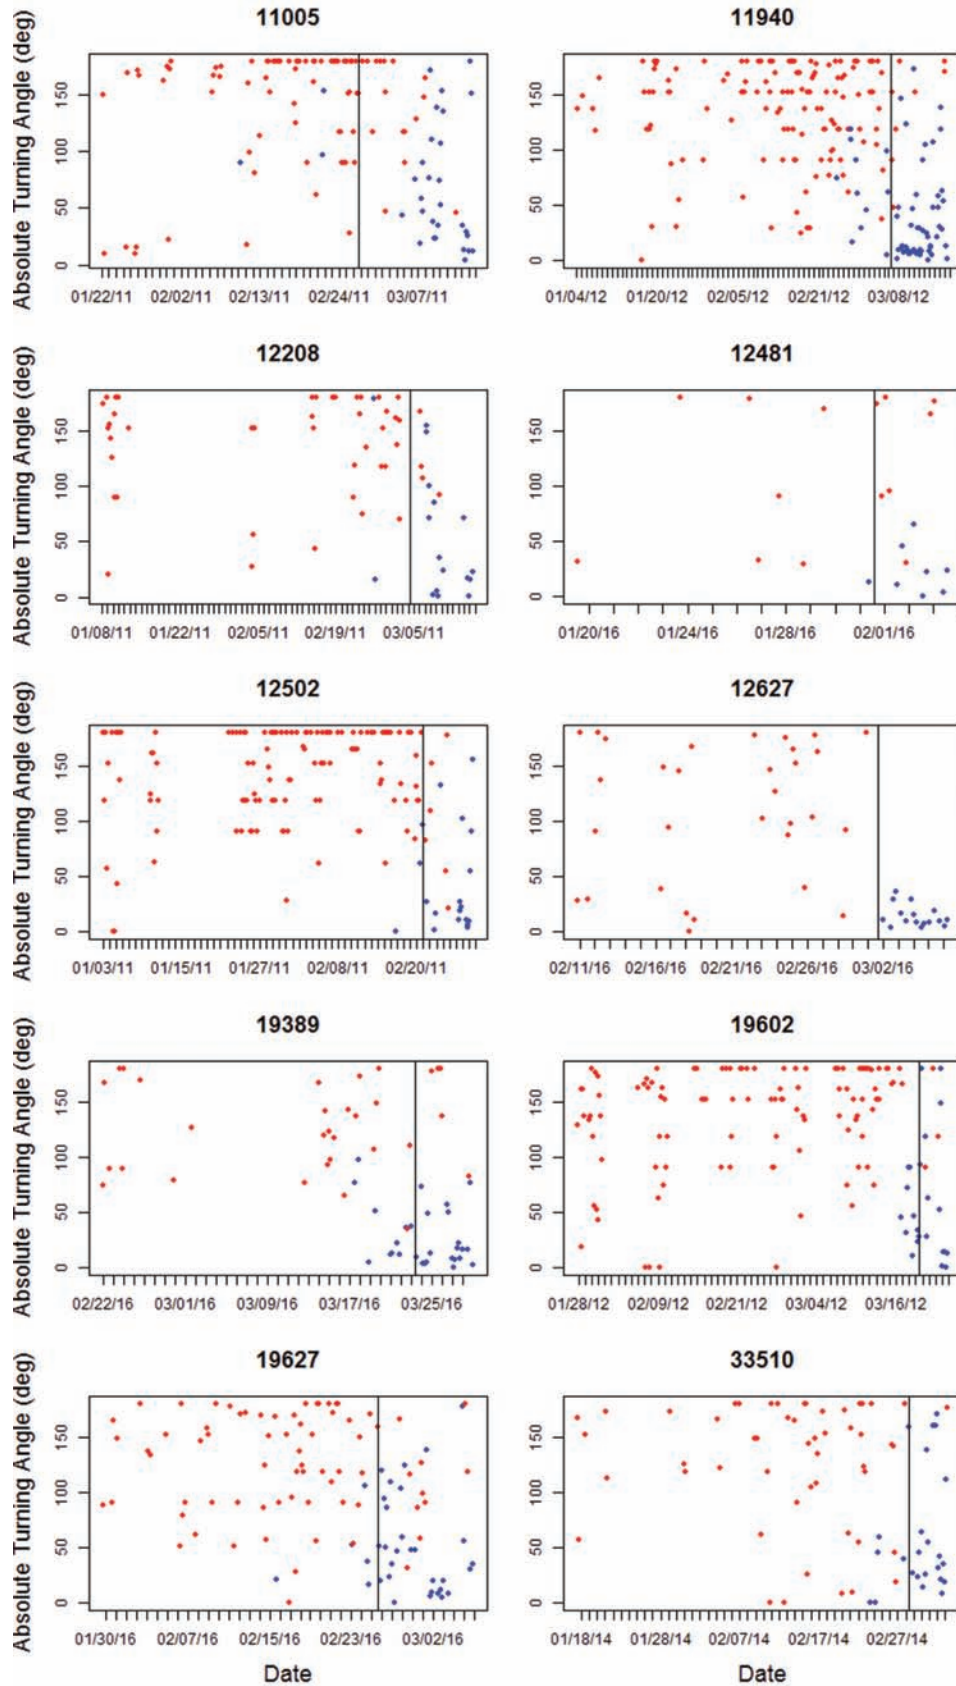 11005
11940
Absolute Turning Angle (deg)
0 50 100 150
0 50 100 150
01/22/11 02/02/11 02/13/11 02/24/11 03/07/11
01/04/12 01/20/12 02/05/12 02/21/12 03/08/12
12208
12481
Absolute Turning Angle (deg)
0 50 100 150
0 50 100 150
01/08/11 01/22/11 02/05/11 02/19/11 03/05/11
01/20/16 01/24/16 01/28/16 02/01/16
12502
12627
Absolute Turning Angle (deg)
0 50 100 150
0 50 100 150
01/03/11 01/15/11 01/27/11 02/08/11 02/20/11
02/11/16 02/16/16 02/21/16 02/26/16 03/02/16
19389
19602
Absolute Turning Angle (deg)
0 50 100 150
0 50 100 150
02/22/16 03/01/16 03/09/16 03/17/16 03/25/16
01/28/12 02/09/12 02/21/12 03/04/12 03/16/12
19627
33510
Absolute Turning Angle (deg)
0 50 100 150
0 50 100 150
01/30/16 02/07/16 02/15/16 02/23/16 03/02/16
01/18/14 01/28/14 02/07/14 02/17/14 02/27/14
Date
Date